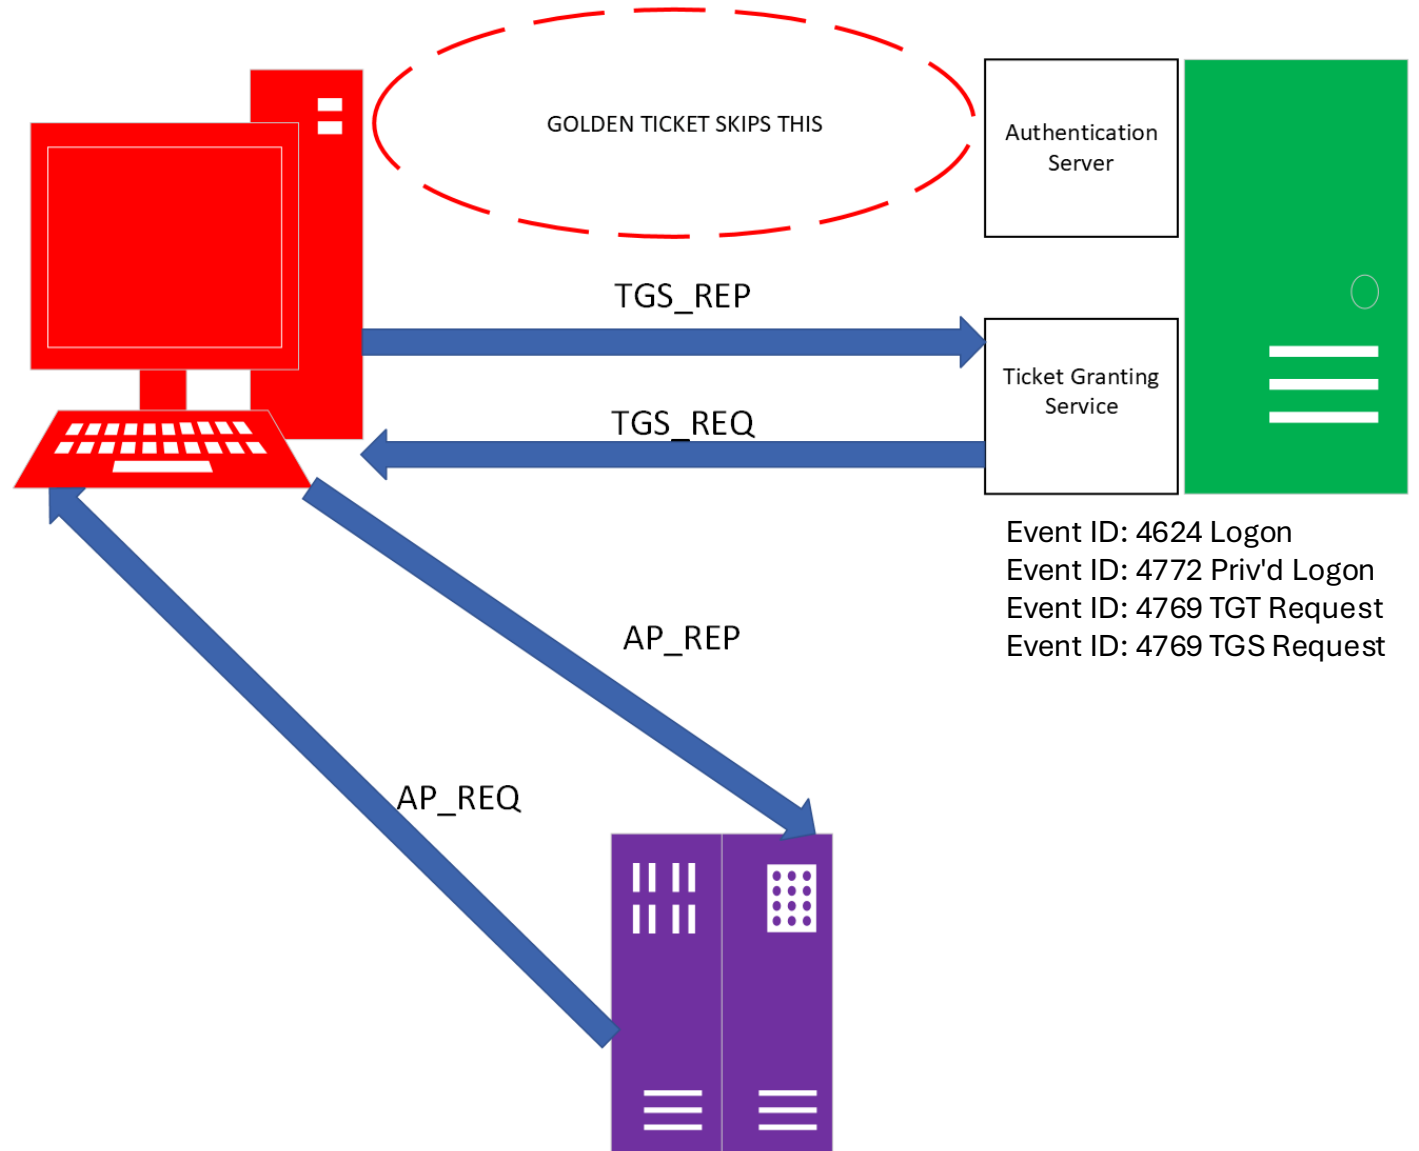 GOLDEN TICKET SKIPS THIS
Authentication
Server
TGS_REP
Ticket Granting
Service
TGS_REQ
Event ID: 4624 Logon
Event ID: 4772 Priv'd Logon
Event ID: 4769 TGT Request
Event ID: 4769 TGS Request
AP_REP
AP_REQ